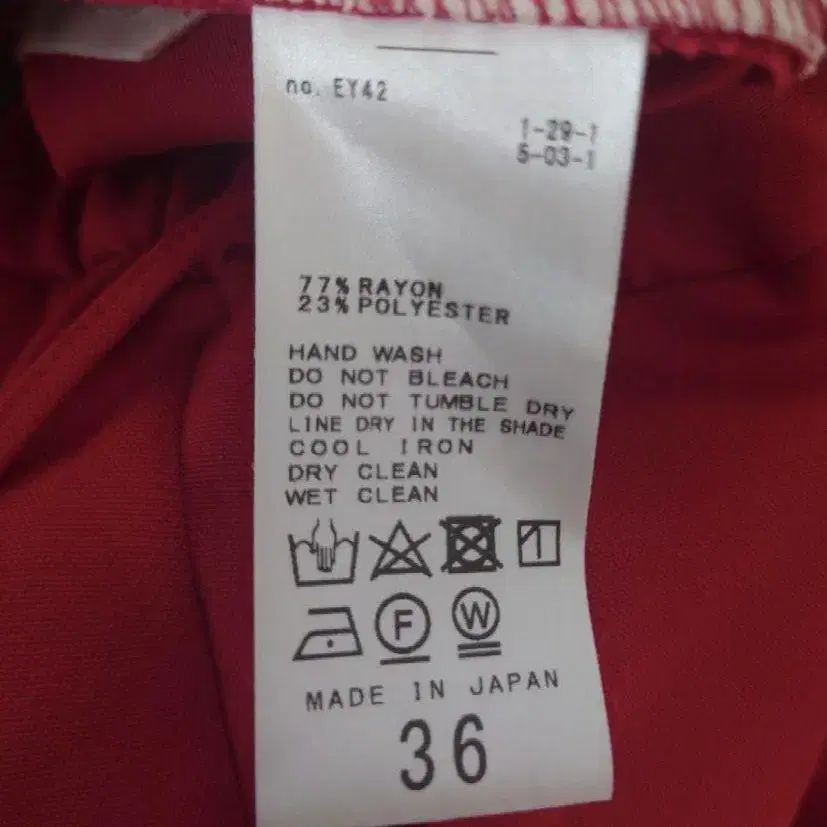 no. EY42
1-29-1
5-03-1
77% RAYON
23% POLYESTER
HAND WASH
DO NOT BLEACH
DO NOT TUMBLE DRY
LINE DRY IN THE SHADE
COOL IRON
DRY CLEAN
WET CLEAN
F W
MADE IN JAPAN
36